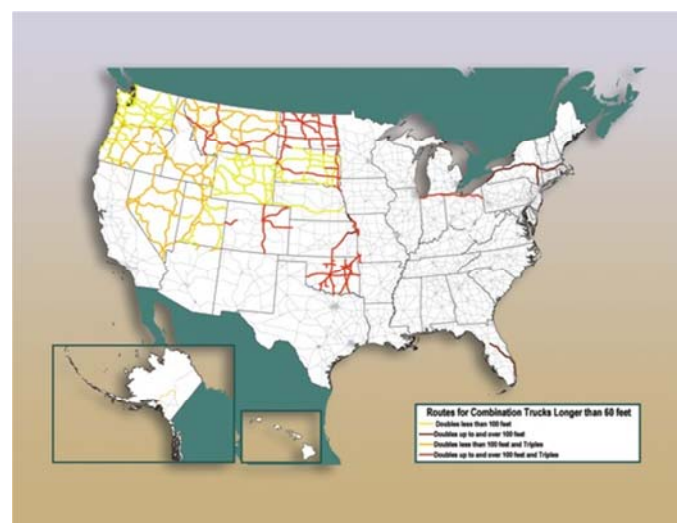 Routes for Combination Trucks Longer than 60 feet
Doubles less than 100 feet
Doubles up to and over 100 feet
Doubles less than 100 feet and Triples
Doubles up to and over 100 feet and Triples